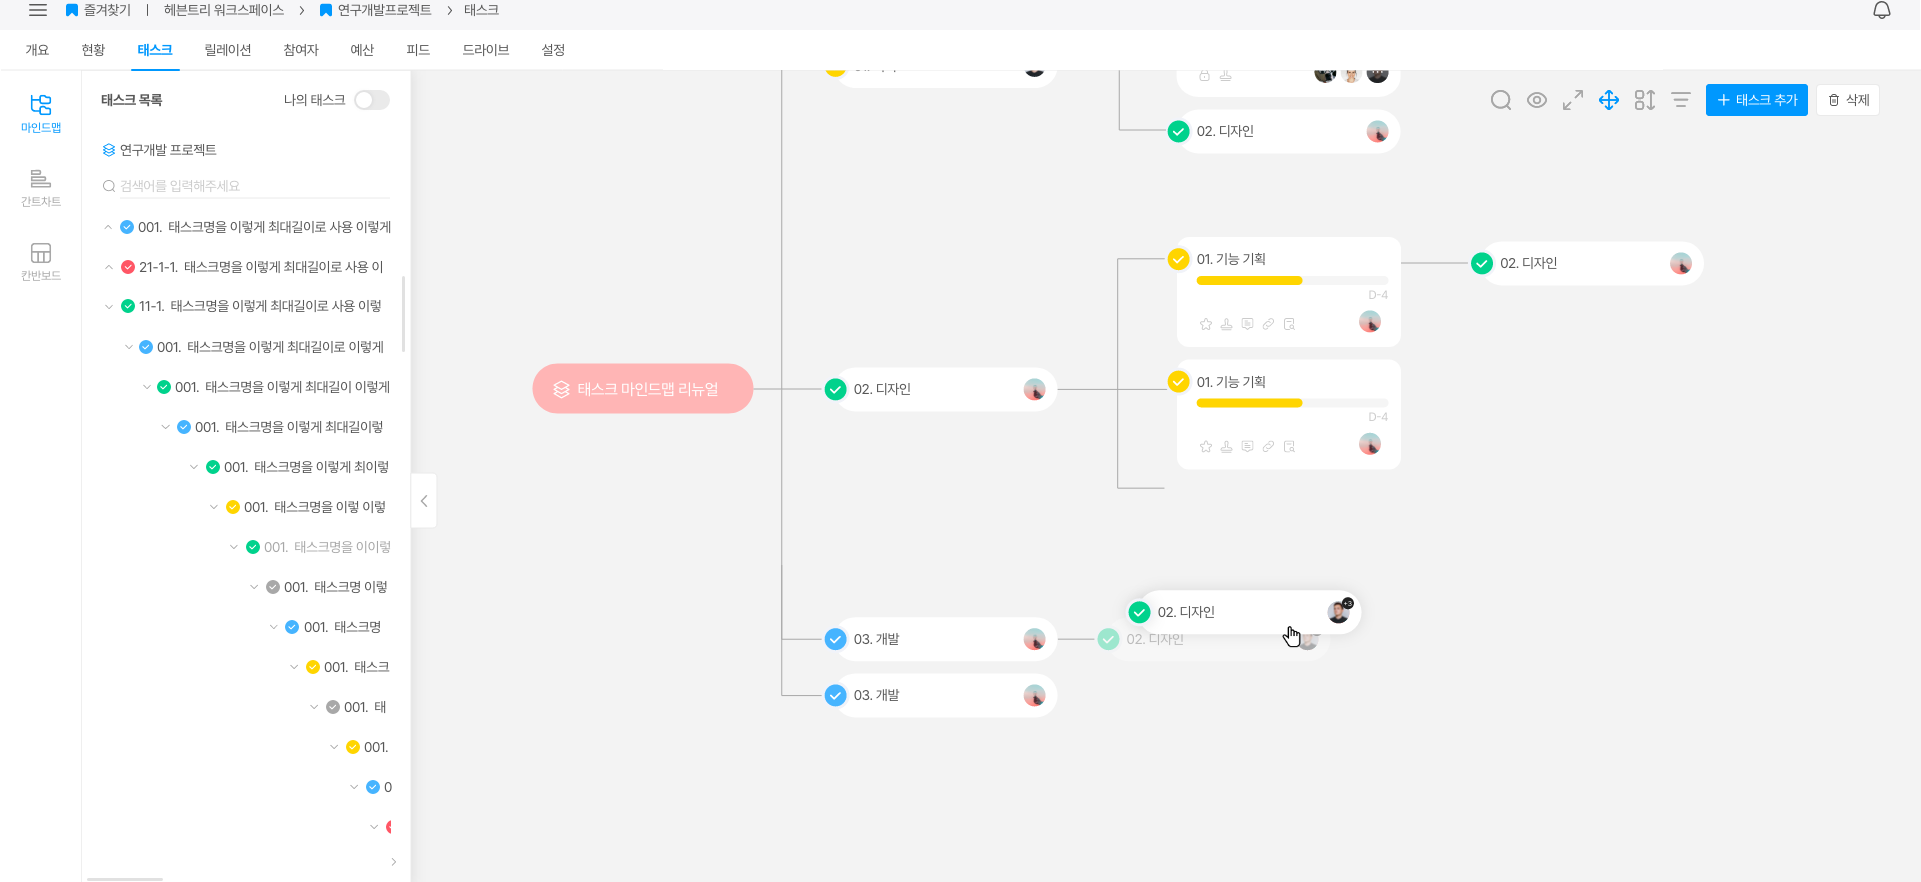 즐겨찾기 | 헤븐트리 워크스페이스 > 연구개발프로젝트 > 태스크
개요 현황 태스크 릴레이션 참여자 예산 피드 드라이브 설정
마인드맵
간트차트
칸반보드
태스크 목록 나의 태스크
연구개발 프로젝트
검색어를 입력해주세요
001. 태스크명을 이렇게 최대길이로 사용 이렇게
21-1-1. 태스크명을 이렇게 최대길이로 사용 이
11-1. 태스크명을 이렇게 최대길이로 사용 이렇
001. 태스크명을 이렇게 최대길이로 이렇게
001. 태스크명을 이렇게 최대길이 이렇게
001. 태스크명을 이렇게 최대길이렇
001. 태스크명을 이렇게 최이렇
001. 태스크명을 이렇 이렇
001. 태스크명을 이이렇
001. 태스크명 이렇
001. 태스크명
001. 태스크
001. 태
001.
0
태스크 추가 삭제
02. 디자인
01. 기능 기획
D-4
02. 디자인
태스크 마인드맵 리뉴얼
02. 디자인
01. 기능 기획
D-4
02. 디자인
+3
03. 개발
02. 디자인
03. 개발